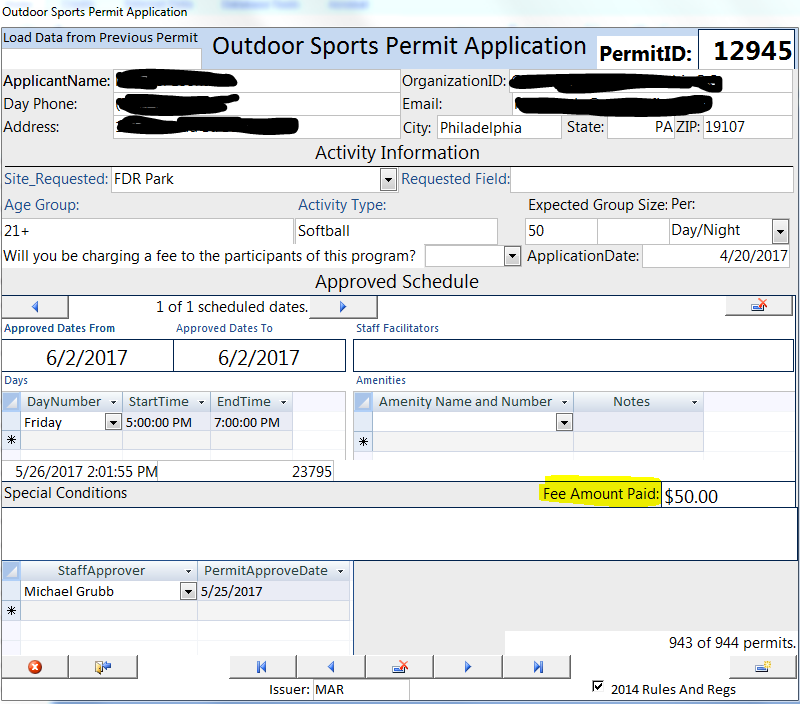 Outdoor Sports Permit Application
Load Data from Previous Permit
Outdoor Sports Permit Application
PermitID: 12945
ApplicantName:
OrganizationID:
Day Phone:
Email:
Address:
City: Philadelphia State: PA ZIP: 19107
Activity Information
Site_Requested: FDR Park Requested Field:
Age Group: Activity Type: Expected Group Size: Per:
21+ Softball 50 Day/Night
Will you be charging a fee to the participants of this program? ApplicationDate: 4/20/2017
Approved Schedule
1 of 1 scheduled dates.
Approved Dates From Approved Dates To Staff Facilitators
6/2/2017 6/2/2017
Days Amenities
DayNumber StartTime EndTime Amenity Name and Number Notes
Friday 5:00:00 PM 7:00:00 PM
5/26/2017 2:01:55 PM 23795
Special Conditions Fee Amount Paid: $50.00
StaffApprover PermitApproveDate
Michael Grubb 5/25/2017
943 of 944 permits.
Issuer: MAR 2014 Rules And Regs